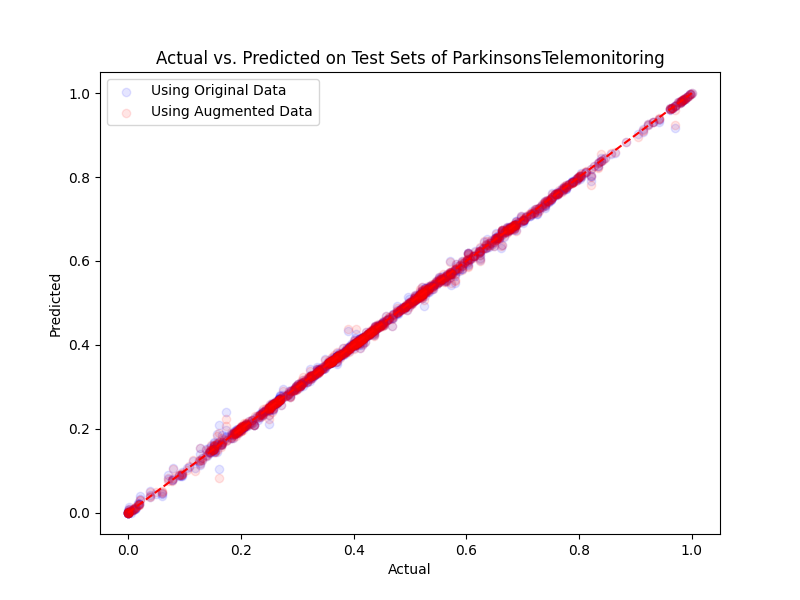 Actual vs. Predicted on Test Sets of ParkinsonsTelemonitoring
Using Original Data
Using Augmented Data
1.0
0.8
0.6
0.4
0.2
0.0
Predicted
0.0 0.2 0.4 0.6 0.8 1.0
Actual